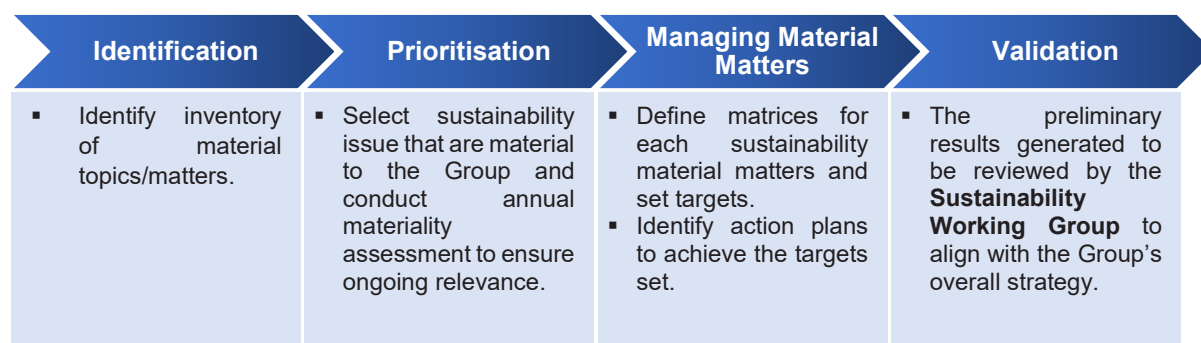 Identification
▪ Identify inventory
of material
topics/matters.
Prioritisation
▪ Select sustainability
issue that are material
to the Group and
conduct annual
materiality
assessment to ensure
ongoing relevance.
Managing Material
Matters
▪ Define matrices for
each sustainability
material matters and
set targets.
▪ Identify action plans
to achieve the targets
set.
Validation
▪ The preliminary
results generated to
be reviewed by the
Sustainability
Working Group to
align with the Group’s
overall strategy.